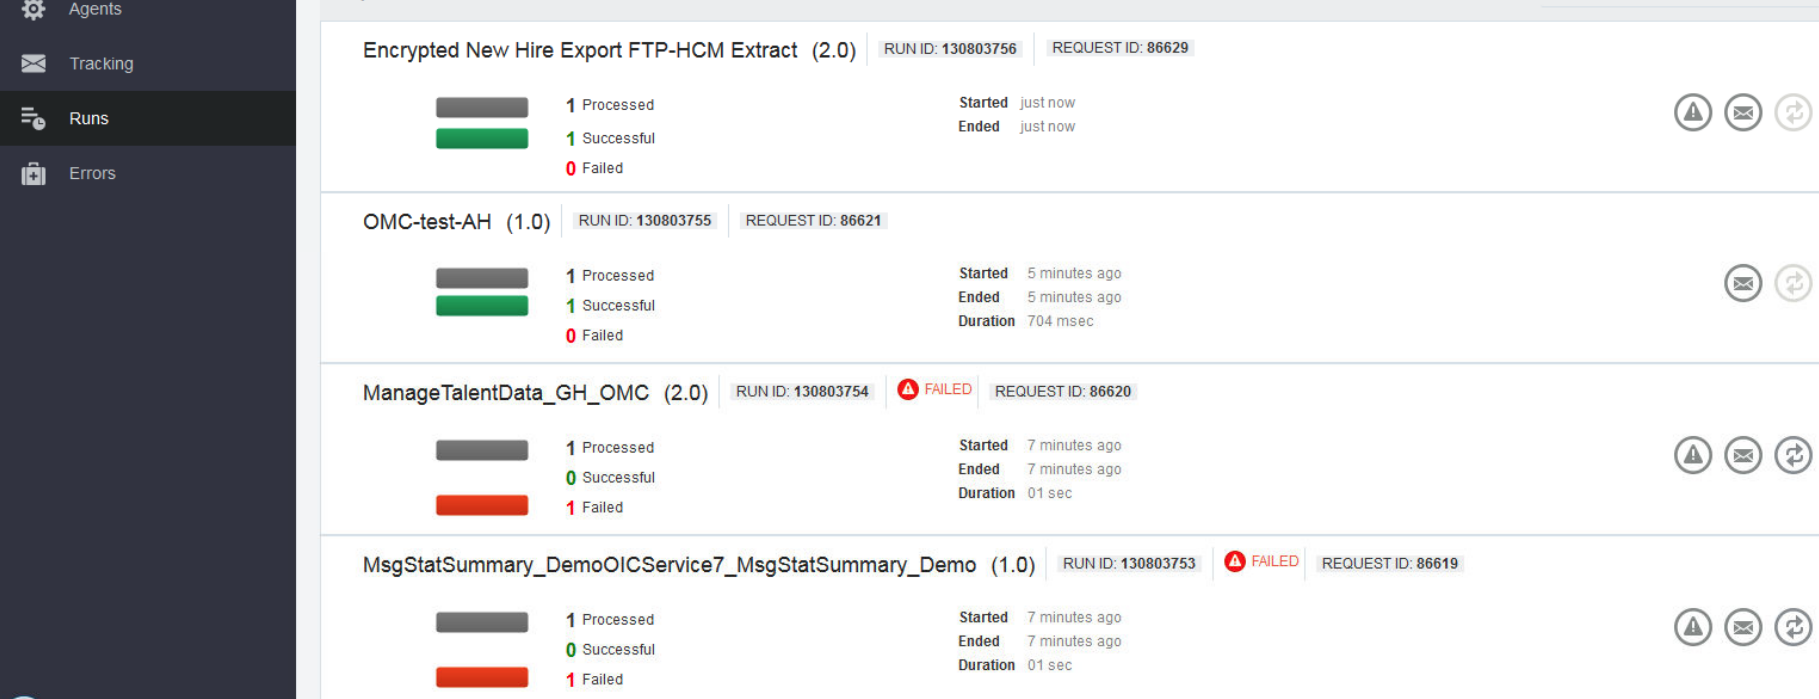 Agents
Tracking
Runs
Errors
Encrypted New Hire Export FTP-HCM Extract (2.0) RUN ID: 130803756 REQUEST ID: 86629
1 Processed
1 Successful
0 Failed
Started just now
Ended just now
OMC-test-AH (1.0) RUN ID: 130803755 REQUEST ID: 86621
1 Processed
1 Successful
0 Failed
Started 5 minutes ago
Ended 5 minutes ago
Duration 704 msec
ManageTalentData_GH_OMC (2.0) RUN ID: 130803754 FAILED REQUEST ID: 86620
1 Processed
0 Successful
1 Failed
Started 7 minutes ago
Ended 7 minutes ago
Duration 01 sec
MsgStatSummary_DemoOICService7_MsgStatSummary_Demo (1.0) RUN ID: 130803753 FAILED REQUEST ID: 86619
1 Processed
0 Successful
1 Failed
Started 7 minutes ago
Ended 7 minutes ago
Duration 01 sec